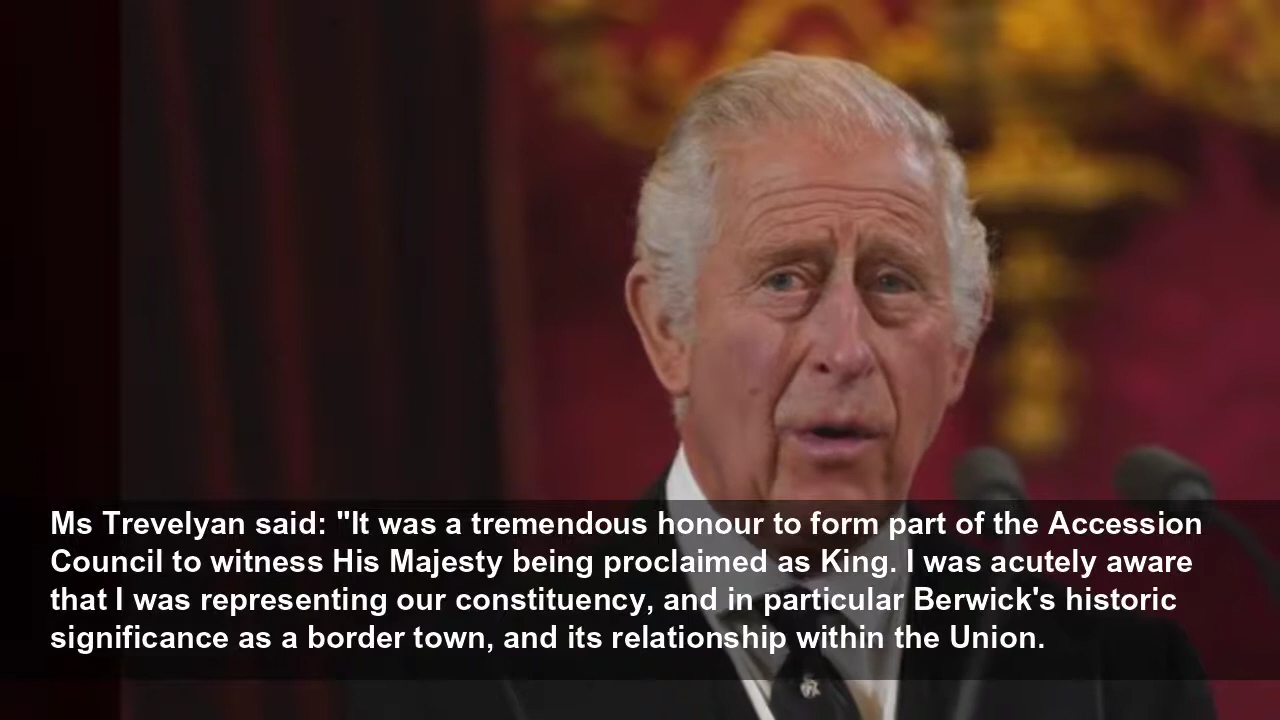 Ms Trevelyan said: "It was a tremendous honour to form part of the Accession
Council to witness His Majesty being proclaimed as King. I was acutely aware
that I was representing our constituency, and in particular Berwick's historic
significance as a border town, and its relationship within the Union.